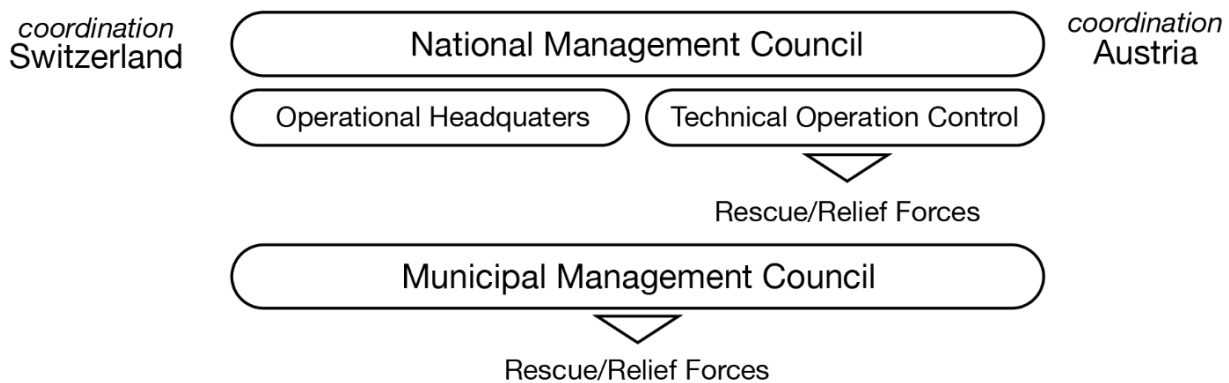 coordination
Switzerland
National Management Council
coordination
Austria
Operational Headquaters
Technical Operation Control
Rescue/Relief Forces
Municipal Management Council
Rescue/Relief Forces